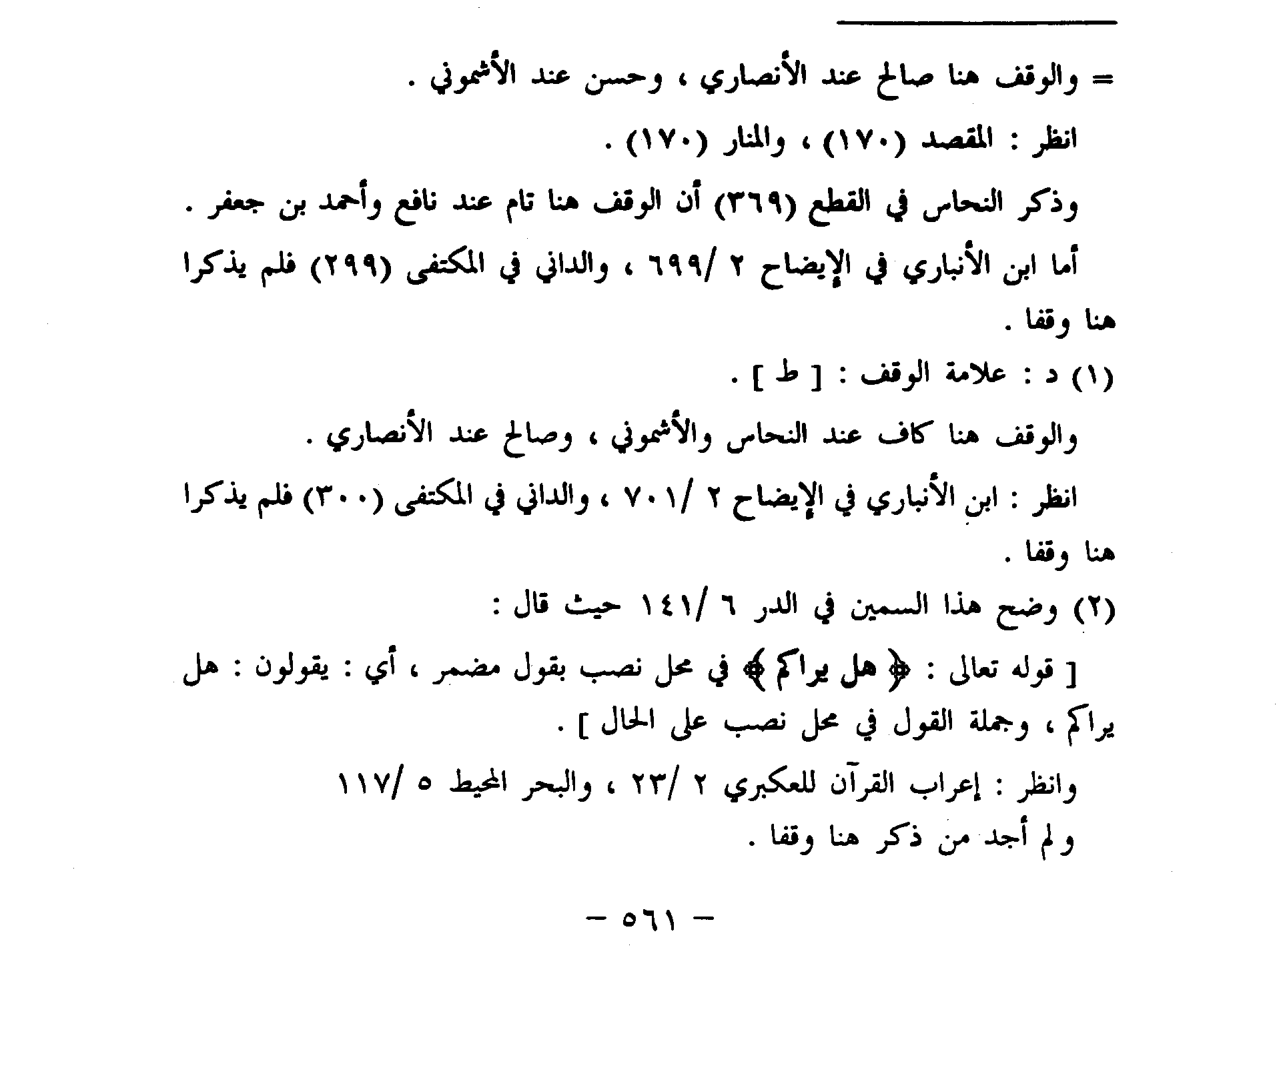 = والوقف هنا صالح عند الأنصاري ، وحسن عند الأشموني .
انظر : المقصد (١٧٠) ، والمنار (١٧٠) .
وذكر النحاس في القطع (٣٦٩) أن الوقف هنا تام عند نافع وأحمد بن جعفر .
أما ابن الأنباري في الإيضاح ٢ /٦٩٩ ، والداني في المكتفى (٢٩٩) فلم يذكرا
هنا وقفا .
(١) د : علامة الوقف : [ ط ] .
والوقف هنا كاف عند النحاس والأشموني ، وصالح عند الأنصاري .
انظر : ابن الأنباري في الإيضاح ٢ /٧٠١ ، والداني في المكتفى (٣٠٠) فلم يذكرا
هنا وقفا .
(٢) وضح هذا السمين في الدر ٦ /١٤١ حيث قال :
[ قوله تعالى : ﴿ هل يراكم ﴾ في محل نصب بقول مضمر ، أي : يقولون : هل
يراكم ، وجملة القول في محل نصب على الحال ] .
وانظر : إعراب القرآن للعكبري ٢ /٢٣ ، والبحر المحيط ٥ /١١٧
ولم أجد من ذكر هنا وقفا .
– ٥٦١ –